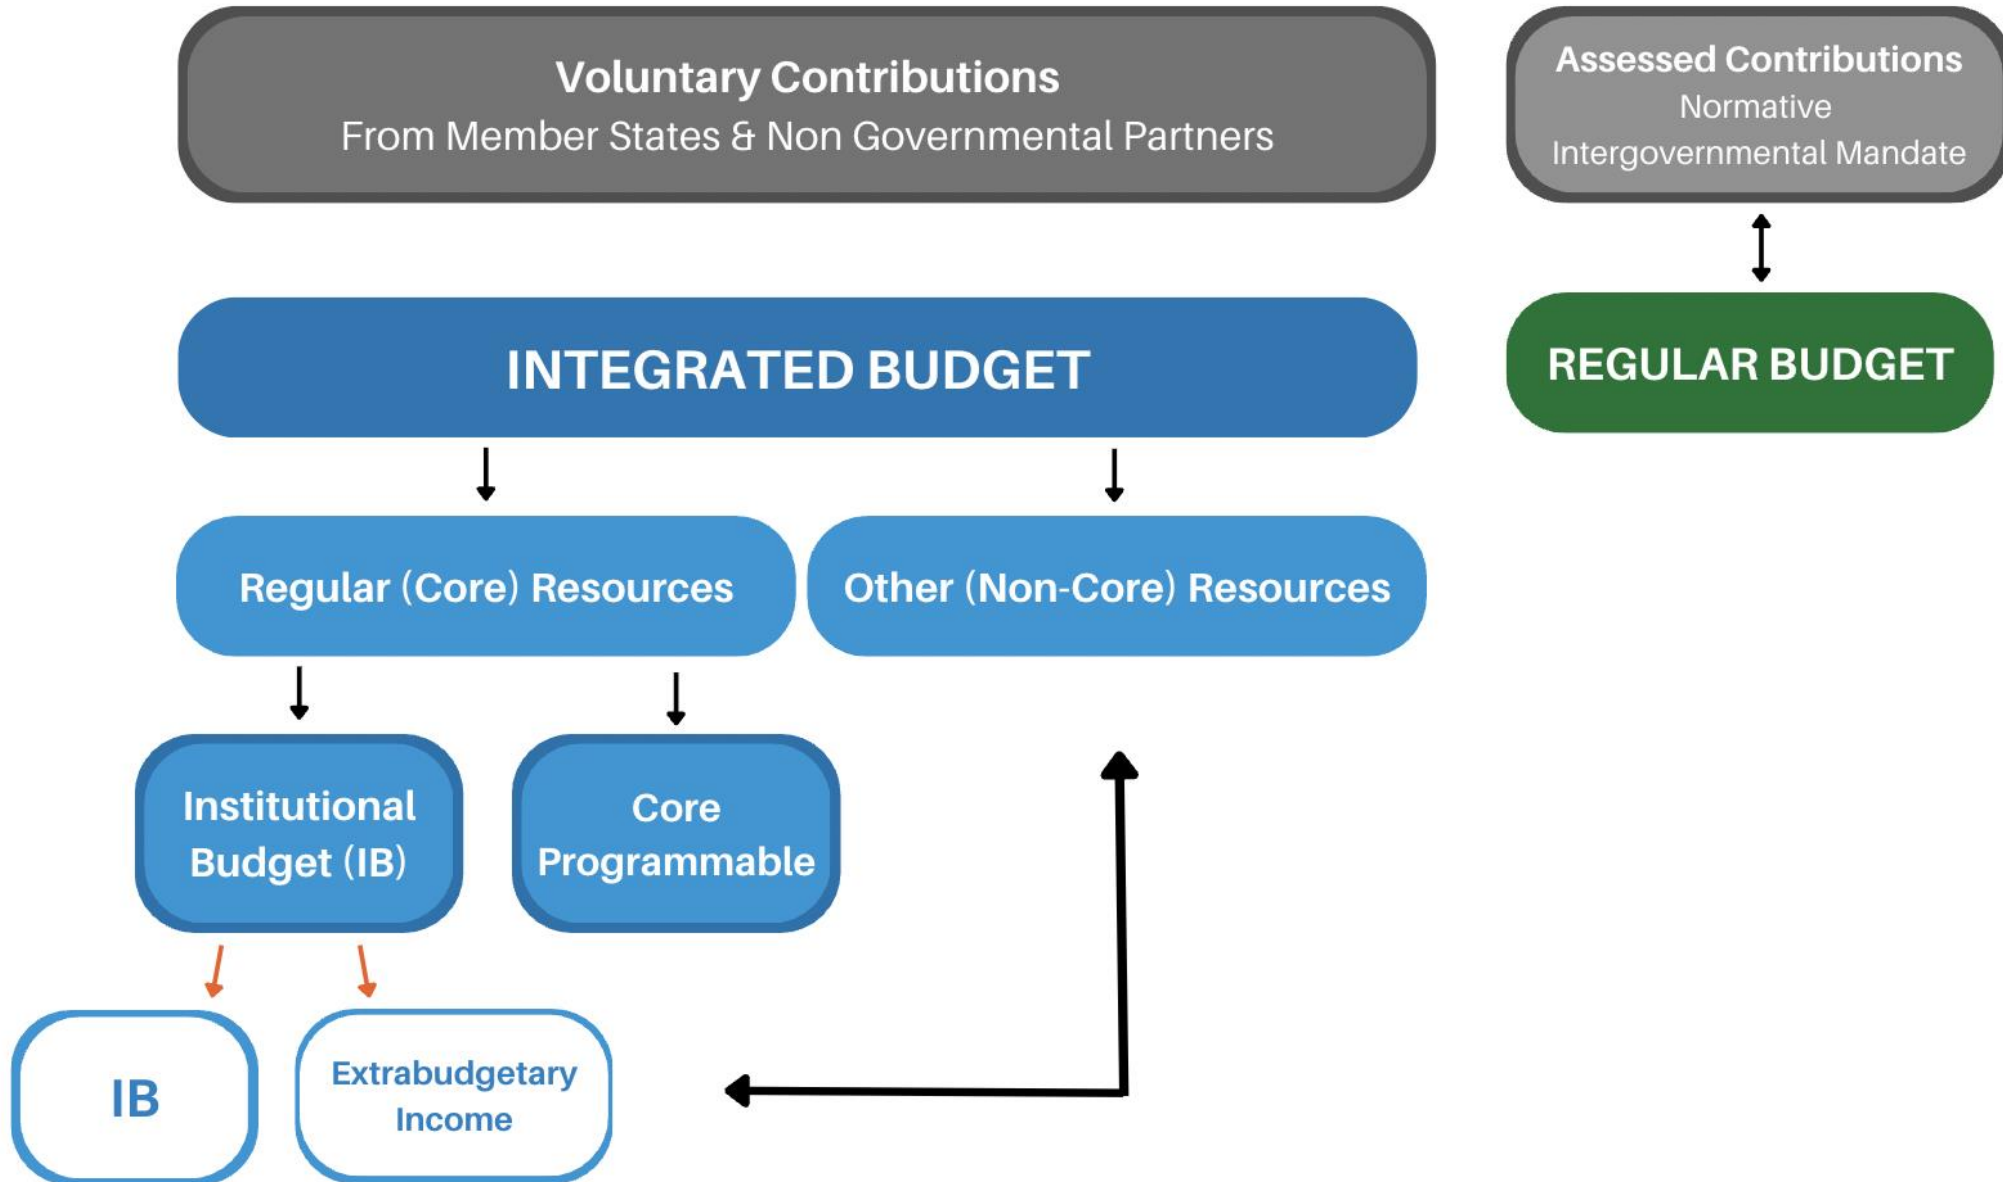 Voluntary Contributions
From Member States & Non Governmental Partners
Assessed Contributions
Normative
Intergovernmental Mandate
INTEGRATED BUDGET
REGULAR BUDGET
Regular (Core) Resources
Other (Non-Core) Resources
Institutional
Budget (IB)
Core
Programmable
IB
Extrabudgetary
Income